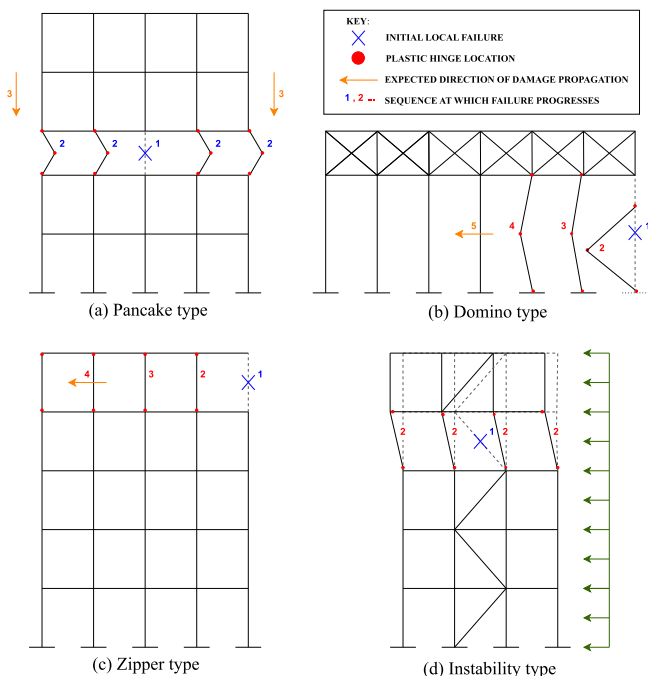 KEY:
INITIAL LOCAL FAILURE
PLASTIC HINGE LOCATION
EXPECTED DIRECTION OF DAMAGE PROPAGATION
1 , 2 -- SEQUENCE AT WHICH FAILURE PROGRESSES
3 3
2 2 1 2 2
(a) Pancake type
5 4 3 2 1
(b) Domino type
4 3 2 1
(c) Zipper type
2 2 1 2 2
(d) Instability type